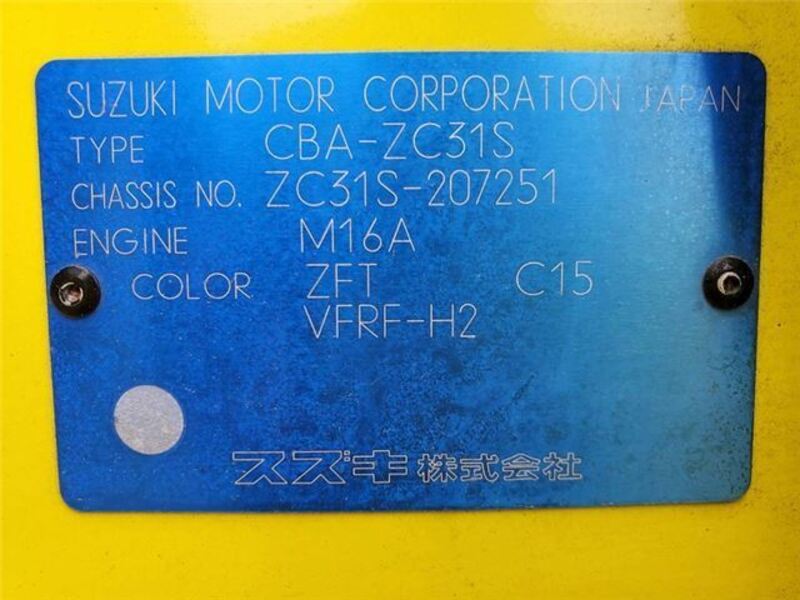 SUZUKI MOTOR CORPORATION JAPAN
TYPE CBA-ZC31S
CHASSIS NO. ZC31S-207251
ENGINE M16A
COLOR ZFT C15
VFRF-H2
スズキ株式会社